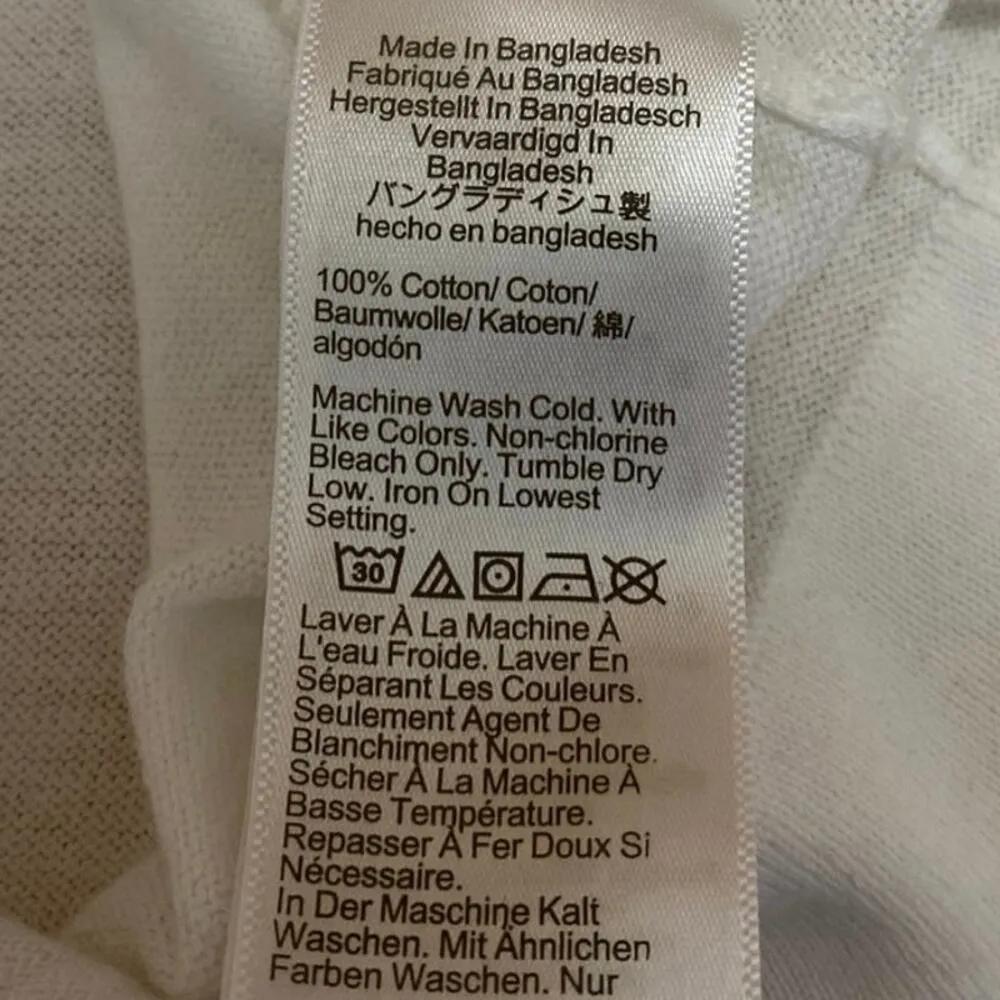 Made In Bangladesh
Fabriqué Au Bangladesh
Hergestellt In Bangladesch
Vervaardigd In
Bangladesh
バングラディシュ製
hecho en bangladesh
100% Cotton/ Coton/
Baumwolle/ Katoen/ 綿/
algodón
Machine Wash Cold. With
Like Colors. Non-chlorine
Bleach Only. Tumble Dry
Low. Iron On Lowest
Setting.
30
Laver À La Machine À
L'eau Froide. Laver En
Séparant Les Couleurs.
Seulement Agent De
Blanchiment Non-chlore.
Sécher À La Machine À
Basse Température.
Repasser À Fer Doux Si
Nécessaire.
In Der Maschine Kalt
Waschen. Mit Ähnlichen
Farben Waschen. Nur